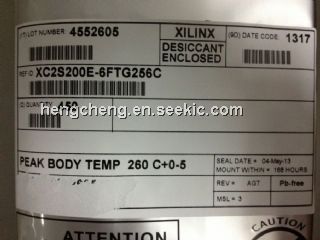 (1T) LOT NUMBER: 4552605
XILINX
DESICCANT
ENCLOSED
(9D) DATE CODE: 1317
REF ID XC2S200E-6FTG256C
hengcheng.en.seekic.com
450
PEAK BODY TEMP 260 C+0-5
SEAL DATE = 04-May-13
MOUNT WITHIN = 168 HOURS
REV = AGT Pb-free
MSL = 3
ATTENTION
CAUTION